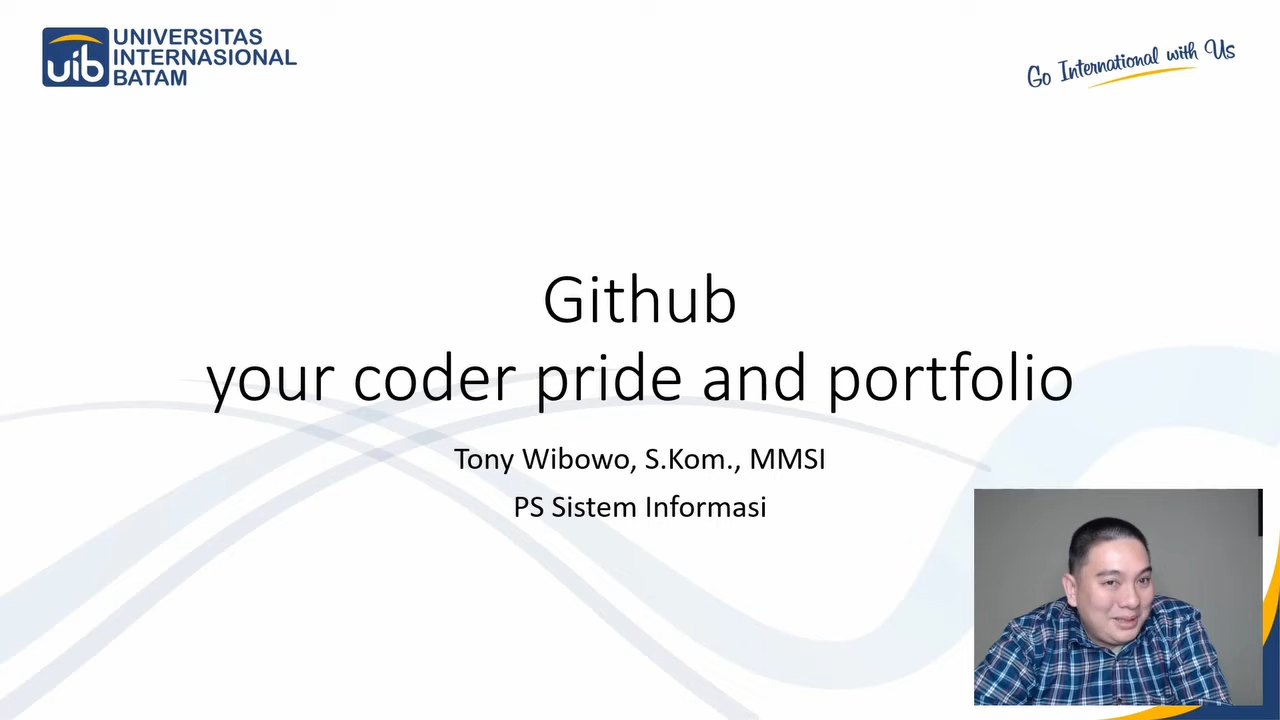 uib
UNIVERSITAS
INTERNASIONAL
BATAM
Go International with Us
Github
your coder pride and portfolio
Tony Wibowo, S.Kom., MMSI
PS Sistem Informasi